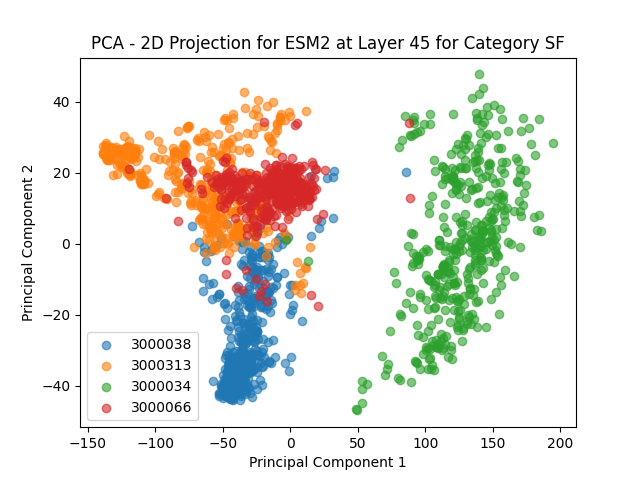 PCA - 2D Projection for ESM2 at Layer 45 for Category SF
40
20
0
−20
−40
Principal Component 2
3000038
3000313
3000034
3000066
−150 −100 −50 0 50 100 150 200
Principal Component 1